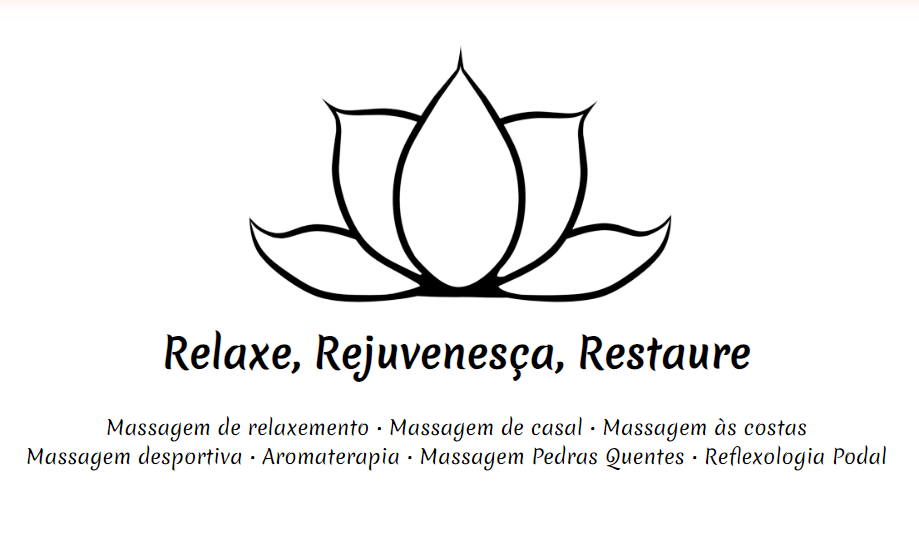 Relaxe, Rejuvenesça, Restaure
Massagem de relaxemento • Massagem de casal • Massagem às costas
Massagem desportiva • Aromaterapia • Massagem Pedras Quentes • Reflexologia Podal